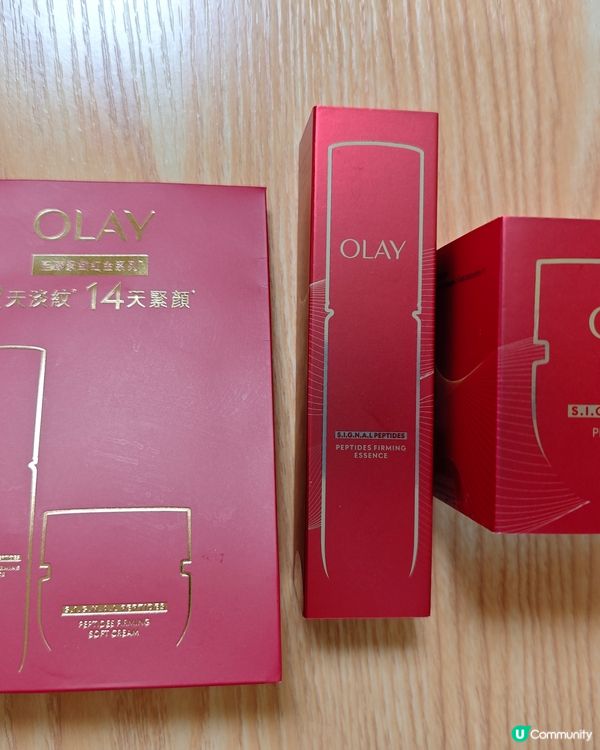 OLAY
天淡紋* 14天緊顏*
S.I.G.N.A.L PEPTIDES
PEPTIDES FIRMING
SOFT CREAM
OLAY
S.I.G.N.A.L PEPTIDES
PEPTIDES FIRMING
ESSENCE
S.I.G.N
U Community